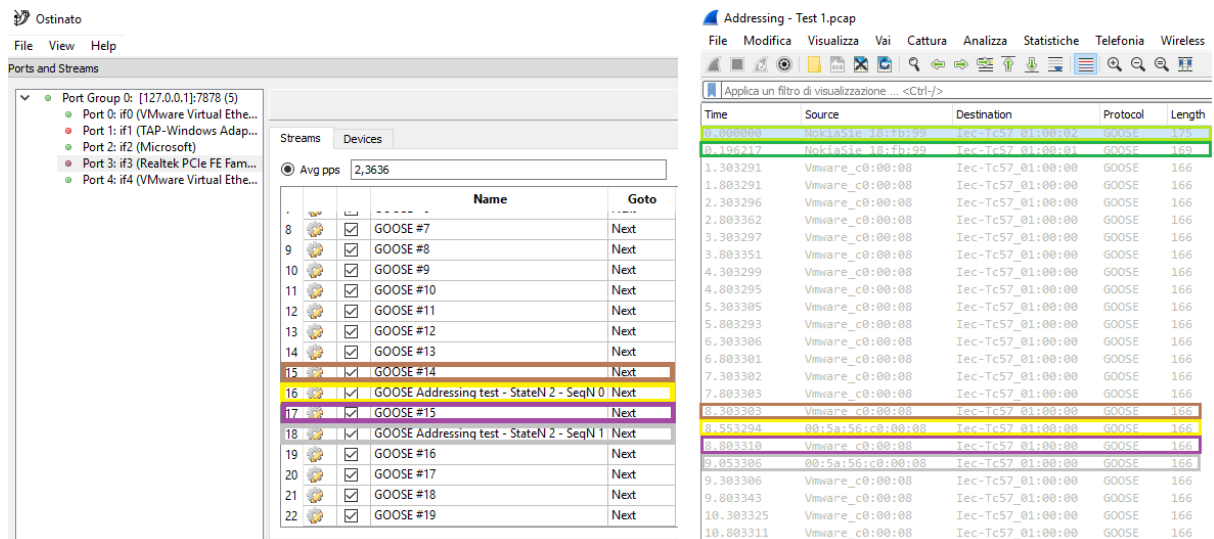 Ostinato
File View Help
Ports and Streams
Port Group 0: [127.0.0.1]:7878 (5)
Port 0: if0 (VMware Virtual Ethe...
Port 1: if1 (TAP-Windows Adap...
Port 2: if2 (Microsoft)
Port 3: if3 (Realtek PCIe FE Fam...
Port 4: if4 (VMware Virtual Ethe...
Streams Devices
Avg pps 2,3636
Name Goto
8 GOOSE #7 Next
9 GOOSE #8 Next
10 GOOSE #9 Next
11 GOOSE #10 Next
12 GOOSE #11 Next
13 GOOSE #12 Next
14 GOOSE #13 Next
15 GOOSE #14 Next
16 GOOSE Addressing test - StateN 2 - SeqN 0 Next
17 GOOSE #15 Next
18 GOOSE Addressing test - StateN 2 - SeqN 1 Next
19 GOOSE #16 Next
20 GOOSE #17 Next
21 GOOSE #18 Next
22 GOOSE #19 Next
Addressing - Test 1.pcap
File Modifica Visualizza Vai Cattura Analizza Statistiche Telefonia Wireless
Applica un filtro di visualizzazione ... <Ctrl-/>
Time Source Destination Protocol Length
0.000000 NokiaSie_18:fb:99 Iec-Tc57_01:00:02 GOOSE 175
0.196217 NokiaSie_18:fb:99 Iec-Tc57_01:00:01 GOOSE 169
1.303291 Vmware_c0:00:08 Iec-Tc57_01:00:00 GOOSE 166
1.803291 Vmware_c0:00:08 Iec-Tc57_01:00:00 GOOSE 166
2.303296 Vmware_c0:00:08 Iec-Tc57_01:00:00 GOOSE 166
2.803362 Vmware_c0:00:08 Iec-Tc57_01:00:00 GOOSE 166
3.303297 Vmware_c0:00:08 Iec-Tc57_01:00:00 GOOSE 166
3.803351 Vmware_c0:00:08 Iec-Tc57_01:00:00 GOOSE 166
4.303299 Vmware_c0:00:08 Iec-Tc57_01:00:00 GOOSE 166
4.803295 Vmware_c0:00:08 Iec-Tc57_01:00:00 GOOSE 166
5.303305 Vmware_c0:00:08 Iec-Tc57_01:00:00 GOOSE 166
5.803293 Vmware_c0:00:08 Iec-Tc57_01:00:00 GOOSE 166
6.303306 Vmware_c0:00:08 Iec-Tc57_01:00:00 GOOSE 166
6.803301 Vmware_c0:00:08 Iec-Tc57_01:00:00 GOOSE 166
7.303302 Vmware_c0:00:08 Iec-Tc57_01:00:00 GOOSE 166
7.803303 Vmware_c0:00:08 Iec-Tc57_01:00:00 GOOSE 166
8.303303 Vmware_c0:00:08 Iec-Tc57_01:00:00 GOOSE 166
8.553294 00:5a:56:c0:00:08 Iec-Tc57_01:00:00 GOOSE 166
8.803310 Vmware_c0:00:08 Iec-Tc57_01:00:00 GOOSE 166
9.053306 00:5a:56:c0:00:08 Iec-Tc57_01:00:00 GOOSE 166
9.303306 Vmware_c0:00:08 Iec-Tc57_01:00:00 GOOSE 166
9.803343 Vmware_c0:00:08 Iec-Tc57_01:00:00 GOOSE 166
10.303325 Vmware_c0:00:08 Iec-Tc57_01:00:00 GOOSE 166
10.803311 Vmware_c0:00:08 Iec-Tc57_01:00:00 GOOSE 166